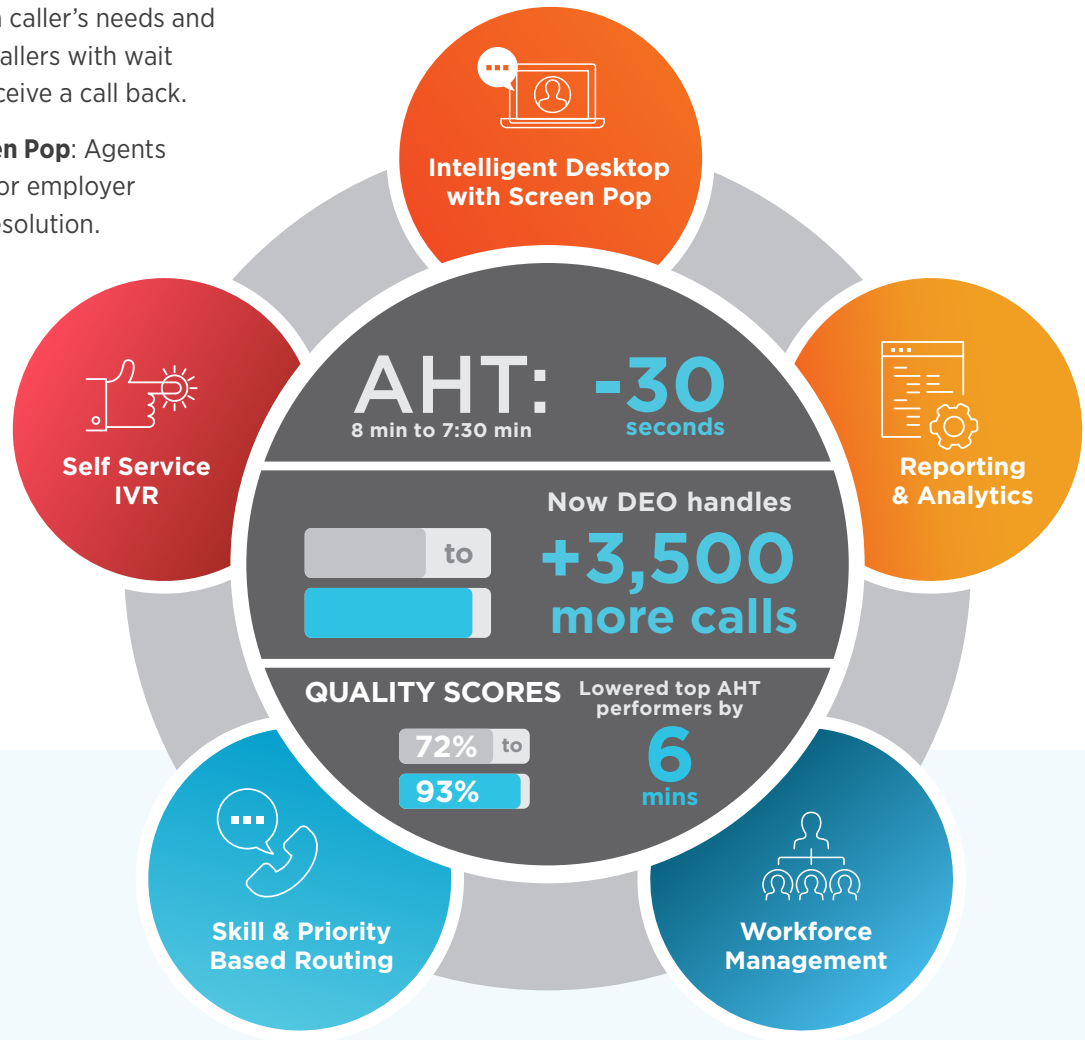 caller's needs and
allers with wait
ceive a call back.
en Pop: Agents
or employer
esolution.
Intelligent Desktop
with Screen Pop
Self Service
IVR
Reporting
& Analytics
AHT:
8 min to 7:30 min
-30
seconds
to
Now DEO handles
+3,500
more calls
QUALITY SCORES
72% to
93%
Lowered top AHT
performers by
6
mins
Skill & Priority
Based Routing
Workforce
Management